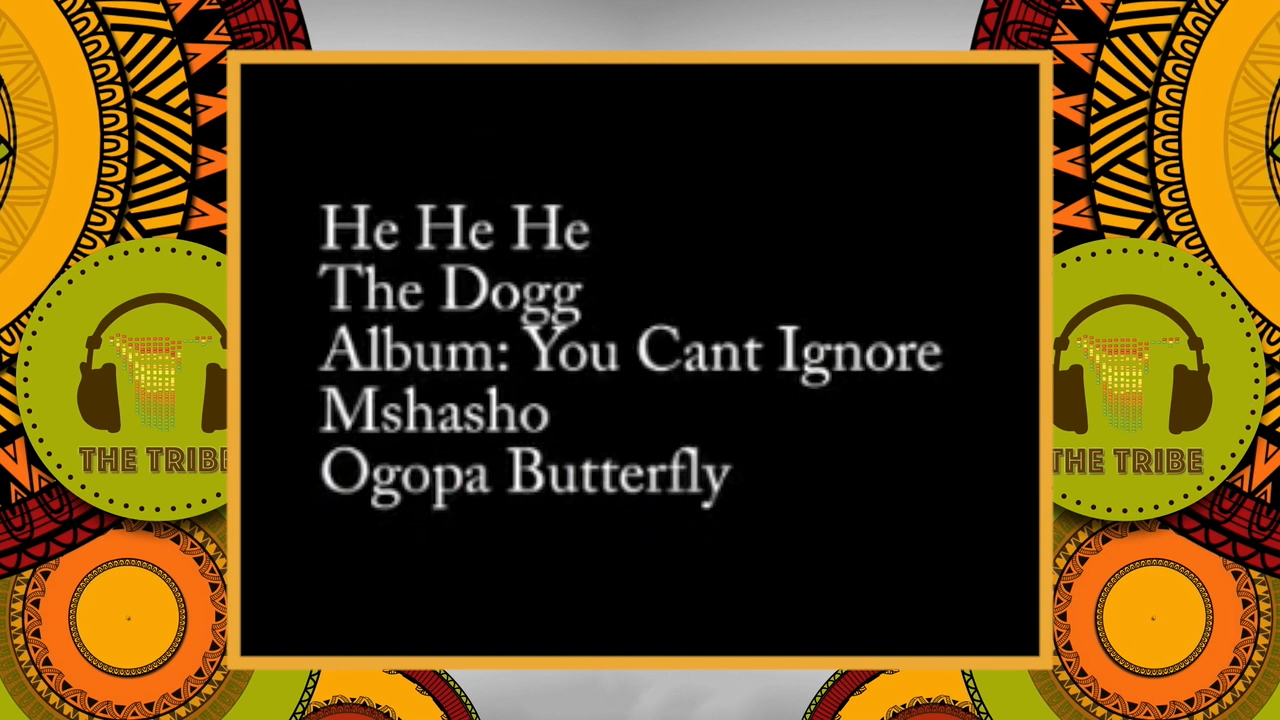 He He He
The Dogg
Album: You Cant Ignore
Mshasho
Ogopa Butterfly
THE TRIBE
THE TRIBE